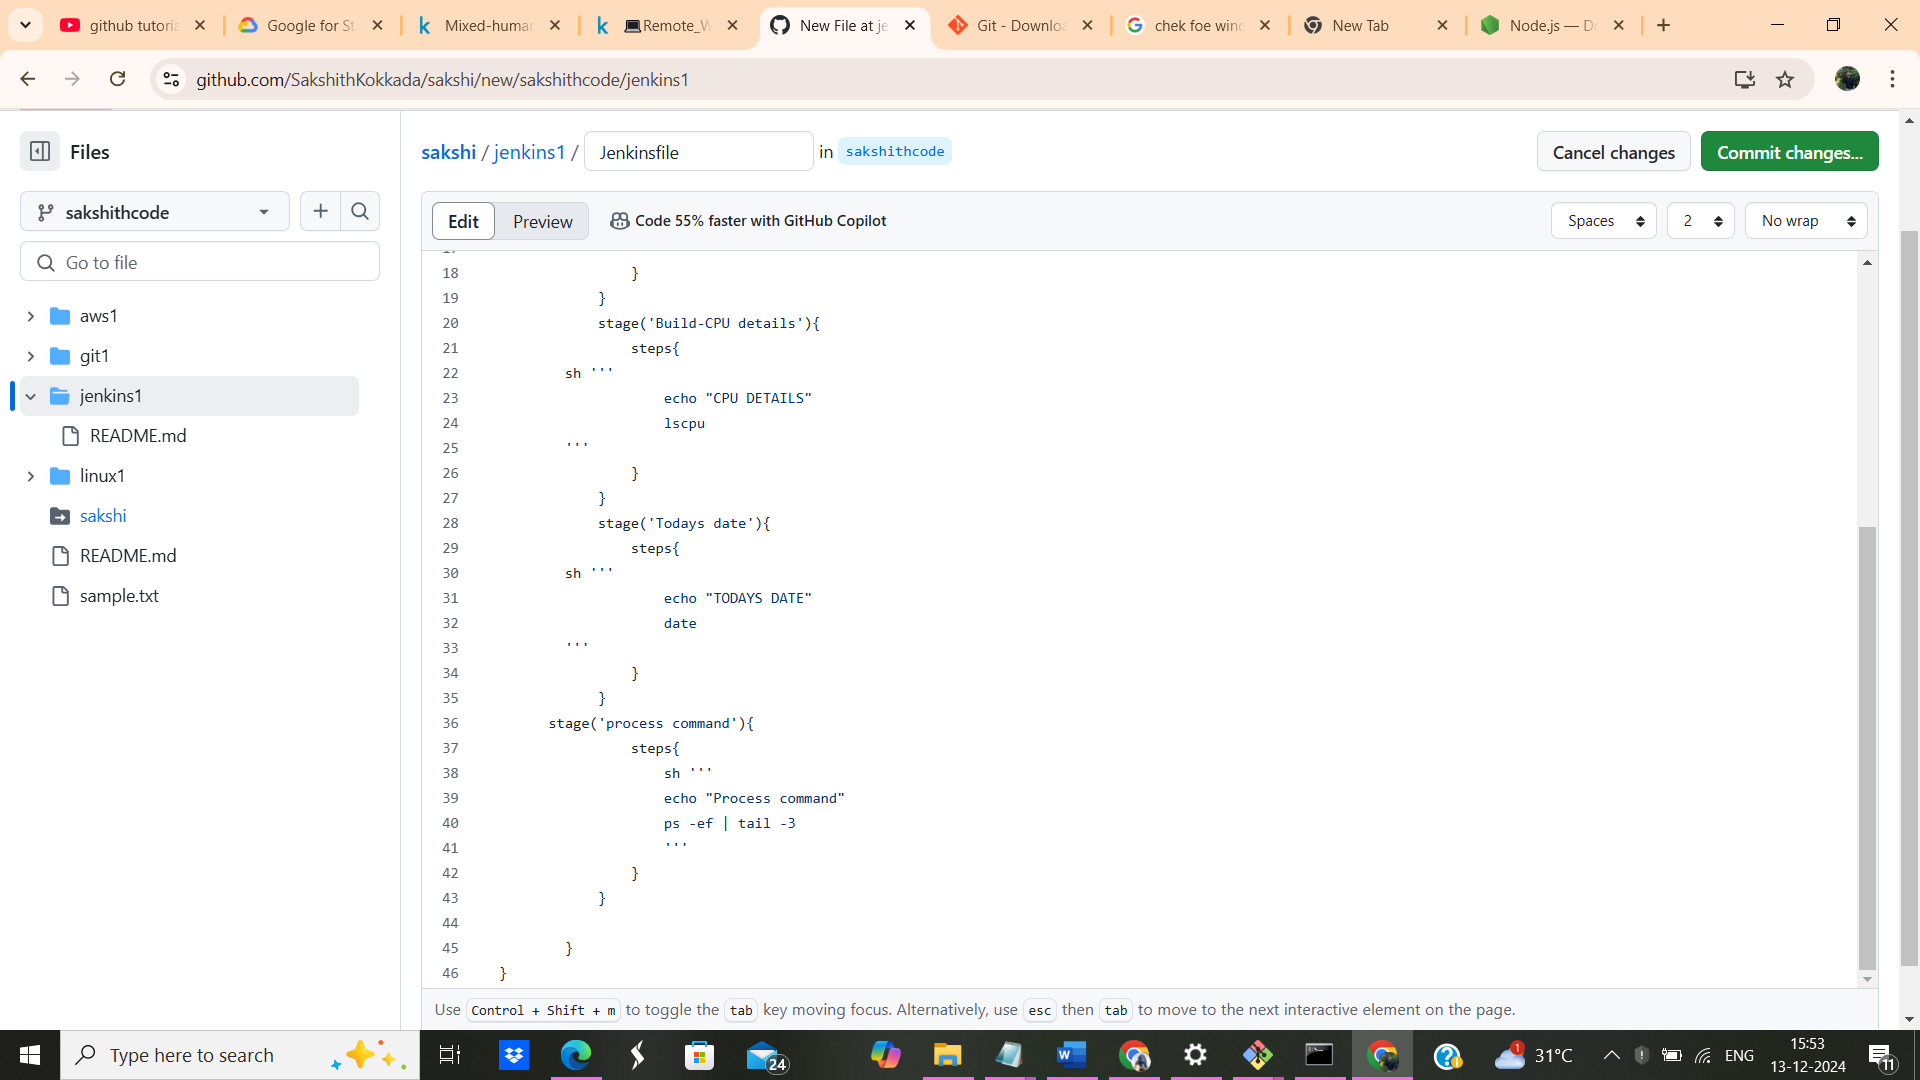 github tutoria
Google for St
Mixed-humar
Remote_W
New File at je
Git - Downloa
chek foe wind
New Tab
Node.js — Do
github.com/SakshithKokkada/sakshi/new/sakshithcode/jenkins1
Files
sakshi / jenkins1 / Jenkinsfile in sakshithcode
Cancel changes
Commit changes...
sakshithcode
Edit
Preview
Code 55% faster with GitHub Copilot
Spaces
2
No wrap
Go to file
aws1
git1
jenkins1
README.md
linux1
sakshi
README.md
sample.txt
18 }
19 }
20 stage('Build-CPU details'){
21 steps{
22 sh '''
23 echo "CPU DETAILS"
24 lscpu
25 '''
26 }
27 }
28 stage('Todays date'){
29 steps{
30 sh '''
31 echo "TODAYS DATE"
32 date
33 '''
34 }
35 }
36 stage('process command'){
37 steps{
38 sh '''
39 echo "Process command"
40 ps -ef | tail -3
41 '''
42 }
43 }
44
45 }
46 }
Use Control + Shift + m to toggle the tab key moving focus. Alternatively, use esc then tab to move to the next interactive element on the page.
Type here to search
24
1
31°C
ENG
15:53
13-12-2024
11